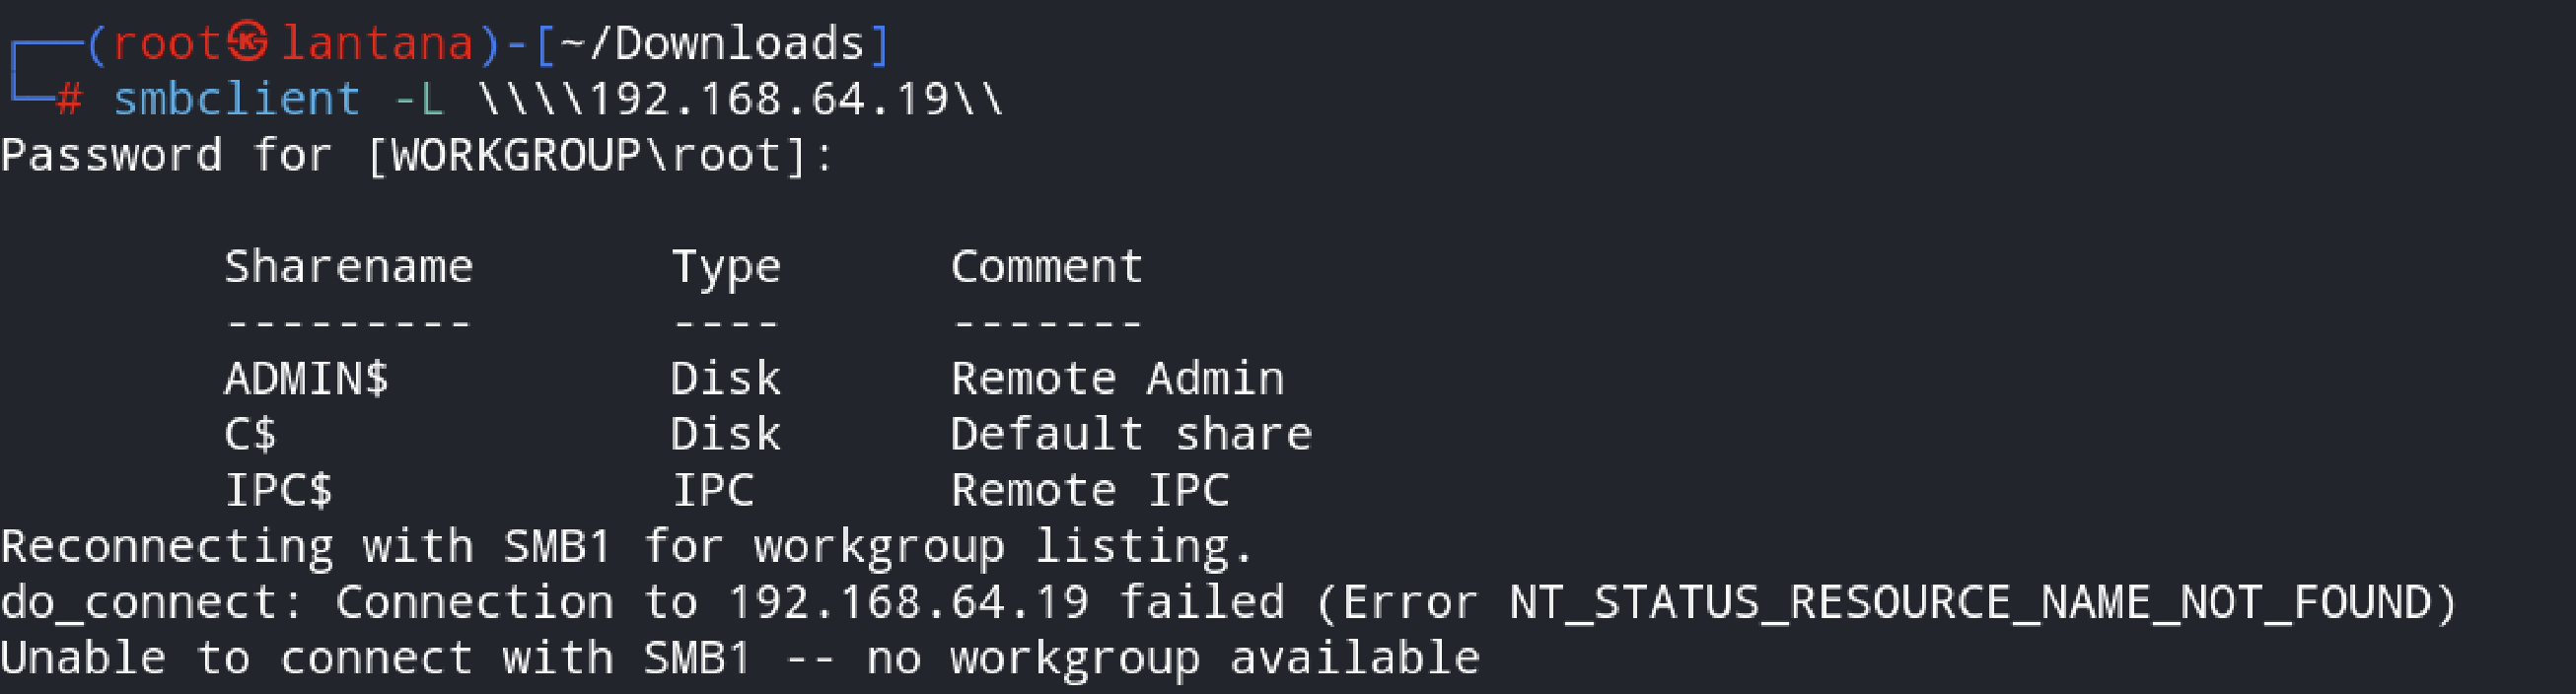 ┌──(root㉿lantana)-[~/Downloads]
└─# smbclient -L \\\\192.168.64.19\\
Password for [WORKGROUP\root]:
Sharename Type Comment
--------- ---- -------
ADMIN$ Disk Remote Admin
C$ Disk Default share
IPC$ IPC Remote IPC
Reconnecting with SMB1 for workgroup listing.
do_connect: Connection to 192.168.64.19 failed (Error NT_STATUS_RESOURCE_NAME_NOT_FOUND)
Unable to connect with SMB1 -- no workgroup available